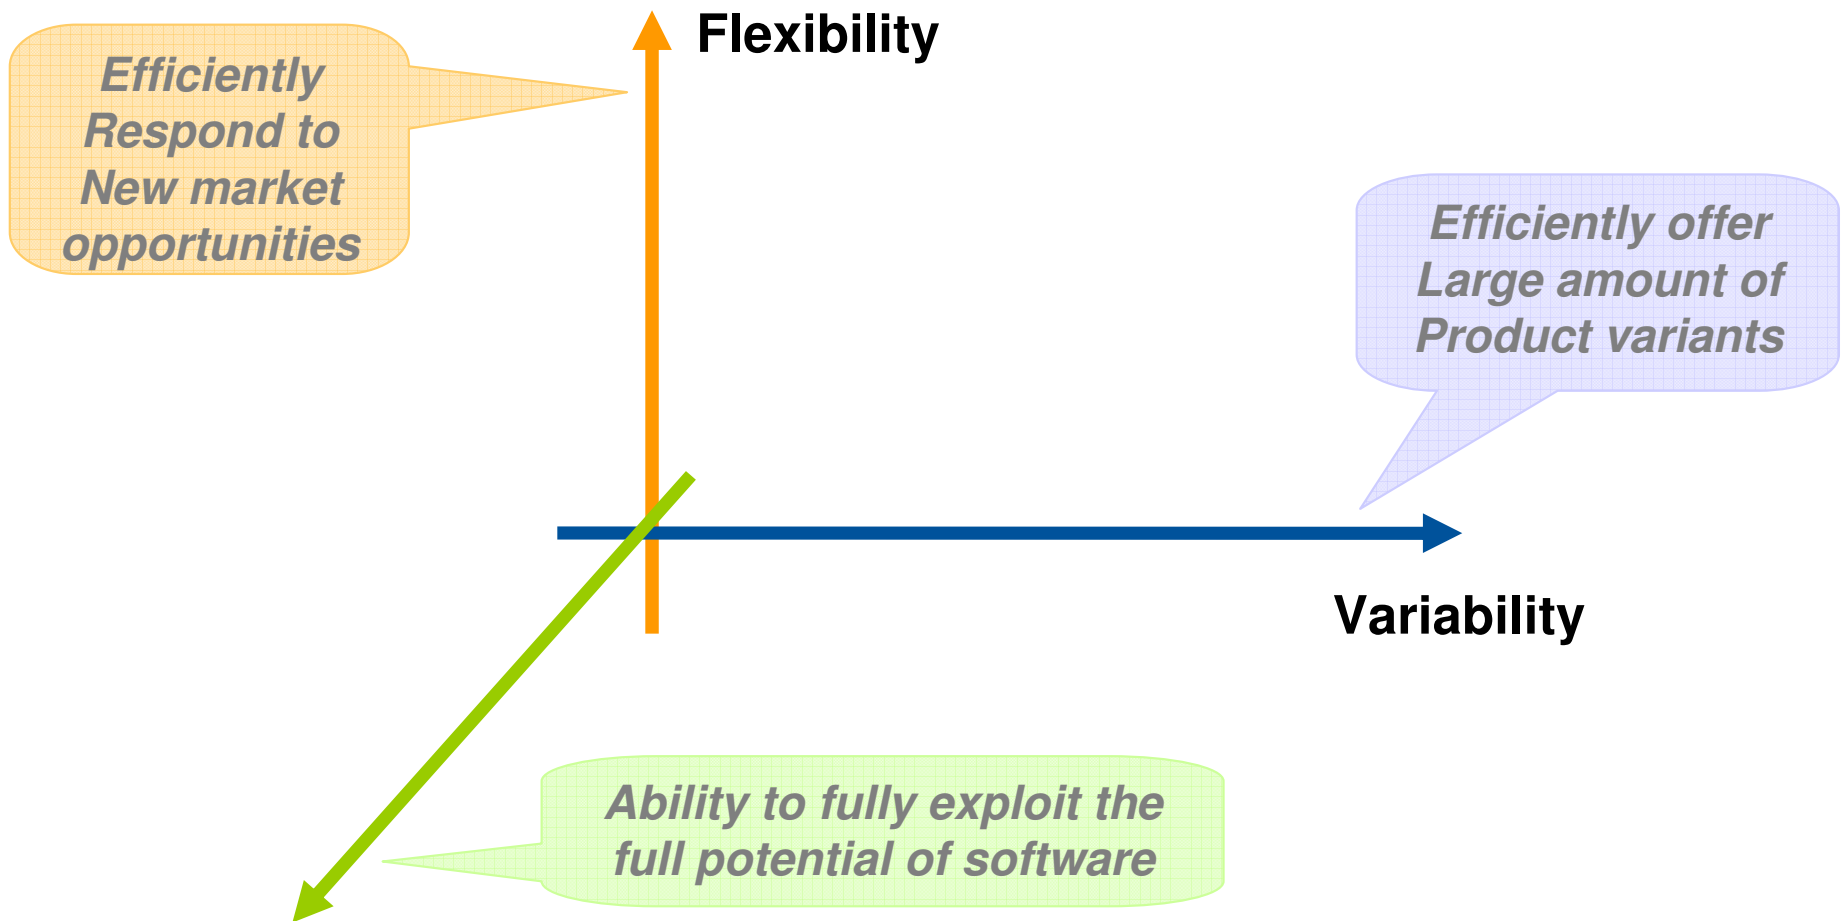 Flexibility
Efficiently
Respond to
New market
opportunities
Efficiently offer
Large amount of
Product variants
Variability
Ability to fully exploit the
full potential of software